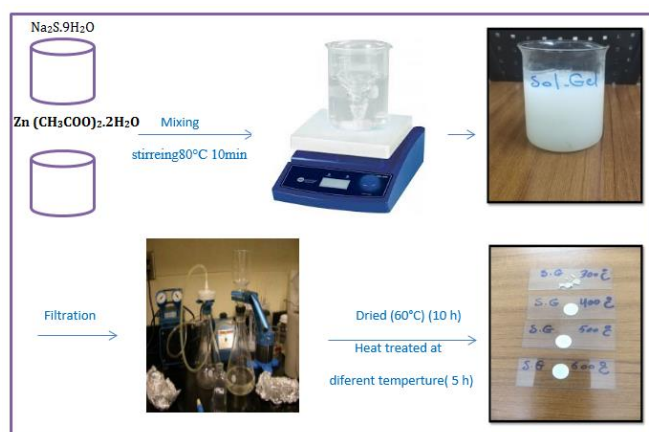 Na₂S.9H₂O
Zn (CH₃COO)₂.2H₂O
Mixing
stirreing80°C 10min
Sol-Gel
Filtration
Dried (60°C) (10 h)
Heat treated at
diferent temperture( 5 h)
S.G 300
S.G 400
S.G 500
S.G 600